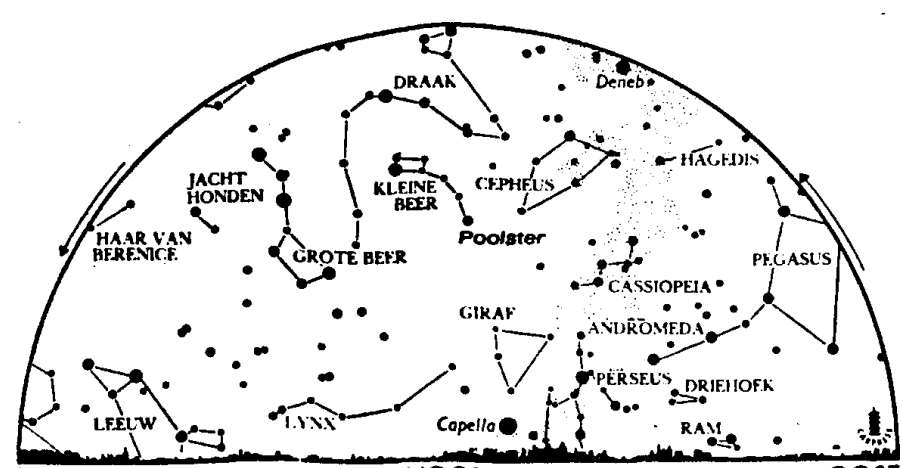 DRAAK
Deneb
HAGEDIS
JACHT
HONDEN
KLEINE
BEER
CEPHEUS
Poolster
HAAR VAN
BERENICE
GROTE BEER
PEGASUS
CASSIOPEIA
GIRAF
ANDROMEDA
PERSEUS
DRIEHOEK
LEEUW
LYNX
Capella
RAM